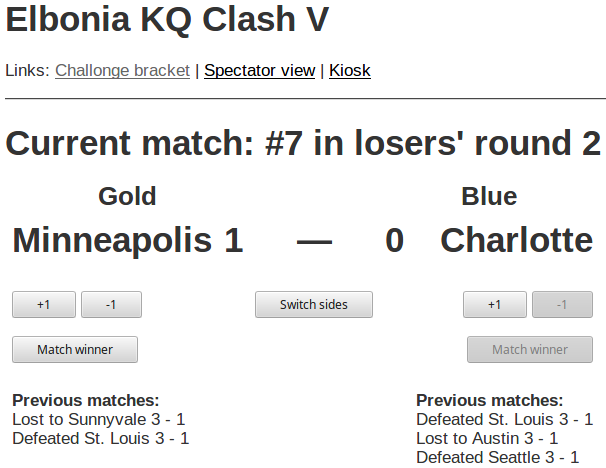 Elbonia KQ Clash V
Links: Challonge bracket | Spectator view | Kiosk
Current match: #7 in losers' round 2
Gold Blue
Minneapolis 1 — 0 Charlotte
+1 -1 Switch sides +1 -1
Match winner Match winner
Previous matches: Previous matches:
Lost to Sunnyvale 3 - 1 Defeated St. Louis 3 - 1
Defeated St. Louis 3 - 1 Lost to Austin 3 - 1
Defeated Seattle 3 - 1